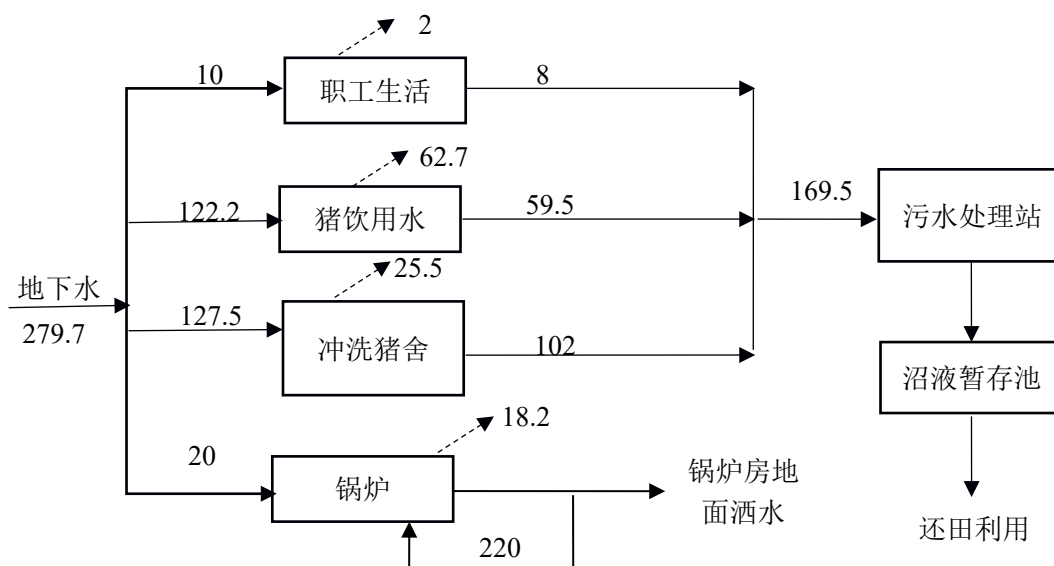 2
10
职工生活
8
62.7
122.2
猪饮用水
59.5
169.5
污水处理站
25.5
地下水
279.7
127.5
冲洗猪舍
102
沼液暂存池
18.2
20
锅炉
锅炉房地
面洒水
220
还田利用